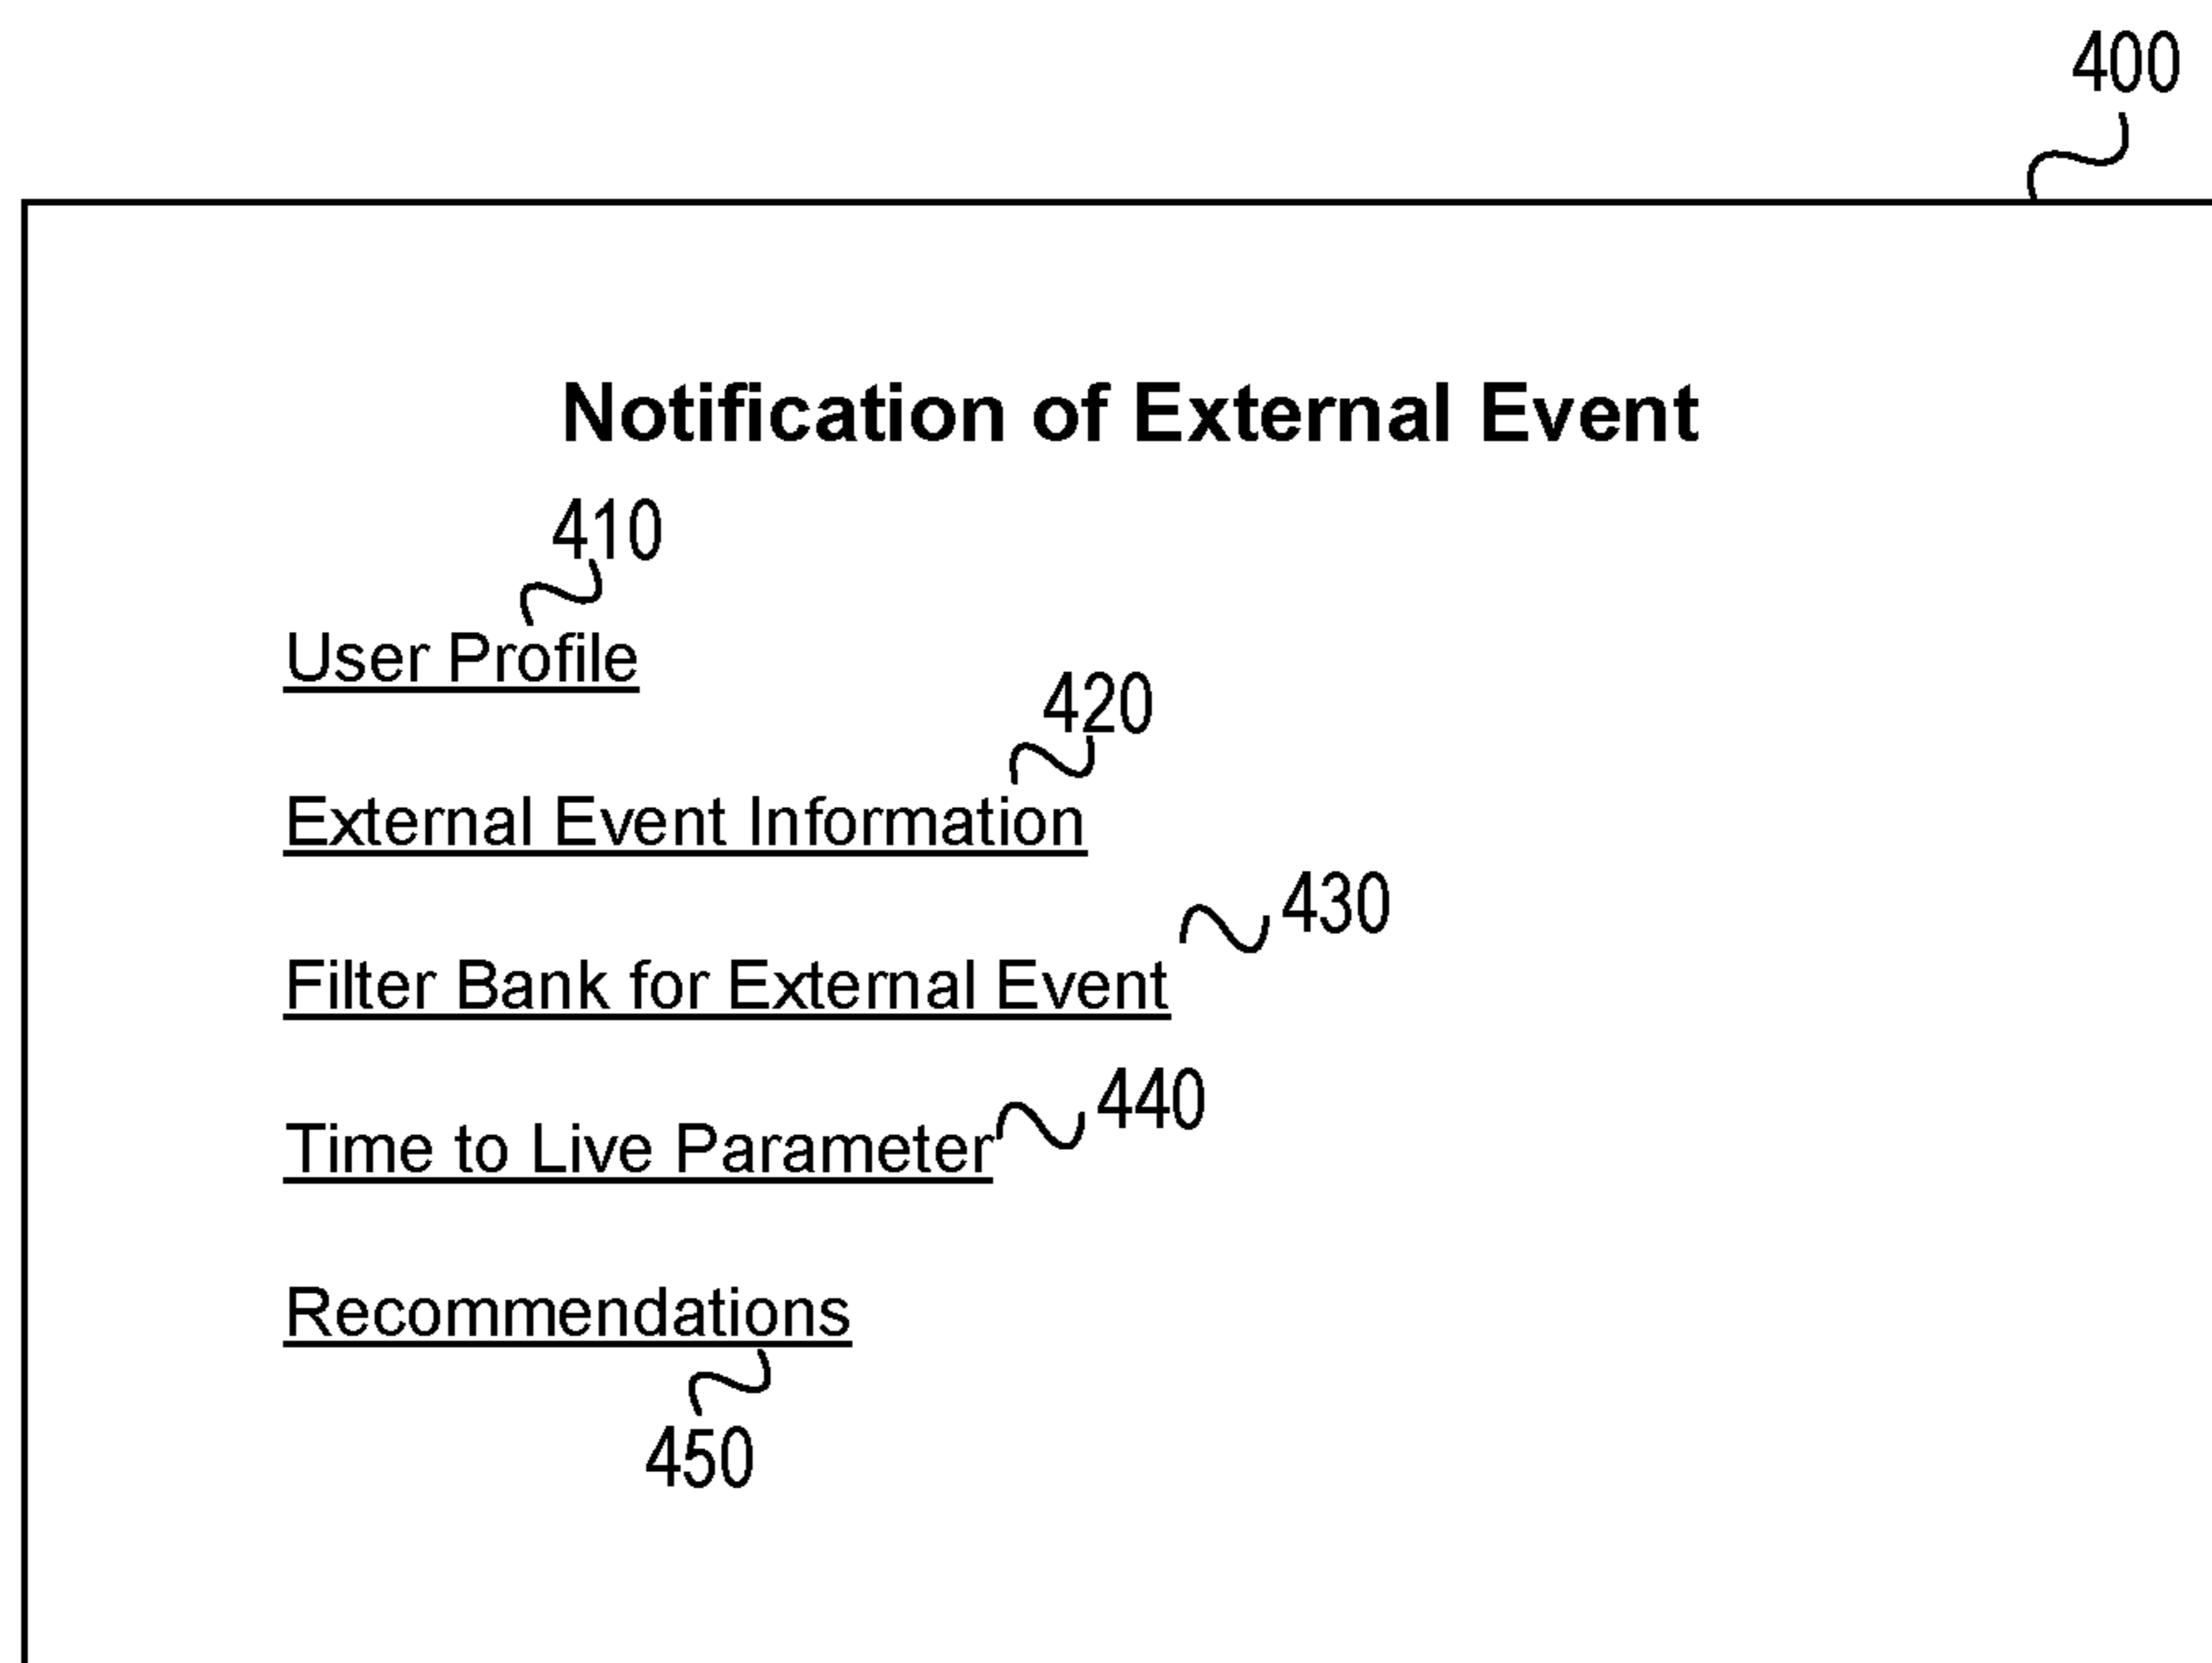 400
Notification of External Event
410
User Profile
420
External Event Information
430
Filter Bank for External Event
440
Time to Live Parameter
Recommendations
450